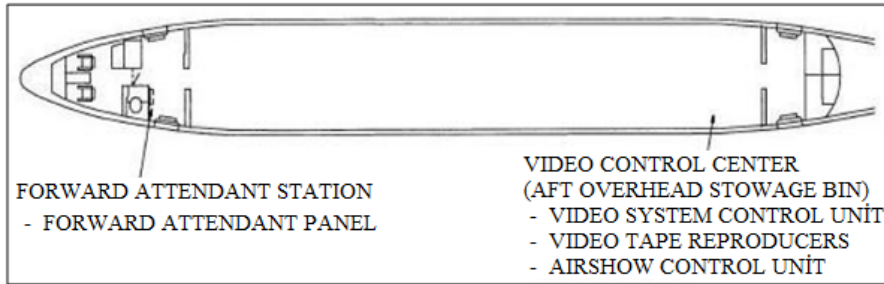 FORWARD ATTENDANT STATION
- FORWARD ATTENDANT PANEL
VIDEO CONTROL CENTER
(AFT OVERHEAD STOWAGE BIN)
- VIDEO SYSTEM CONTROL UNİT
- VIDEO TAPE REPRODUCERS
- AIRSHOW CONTROL UNİT